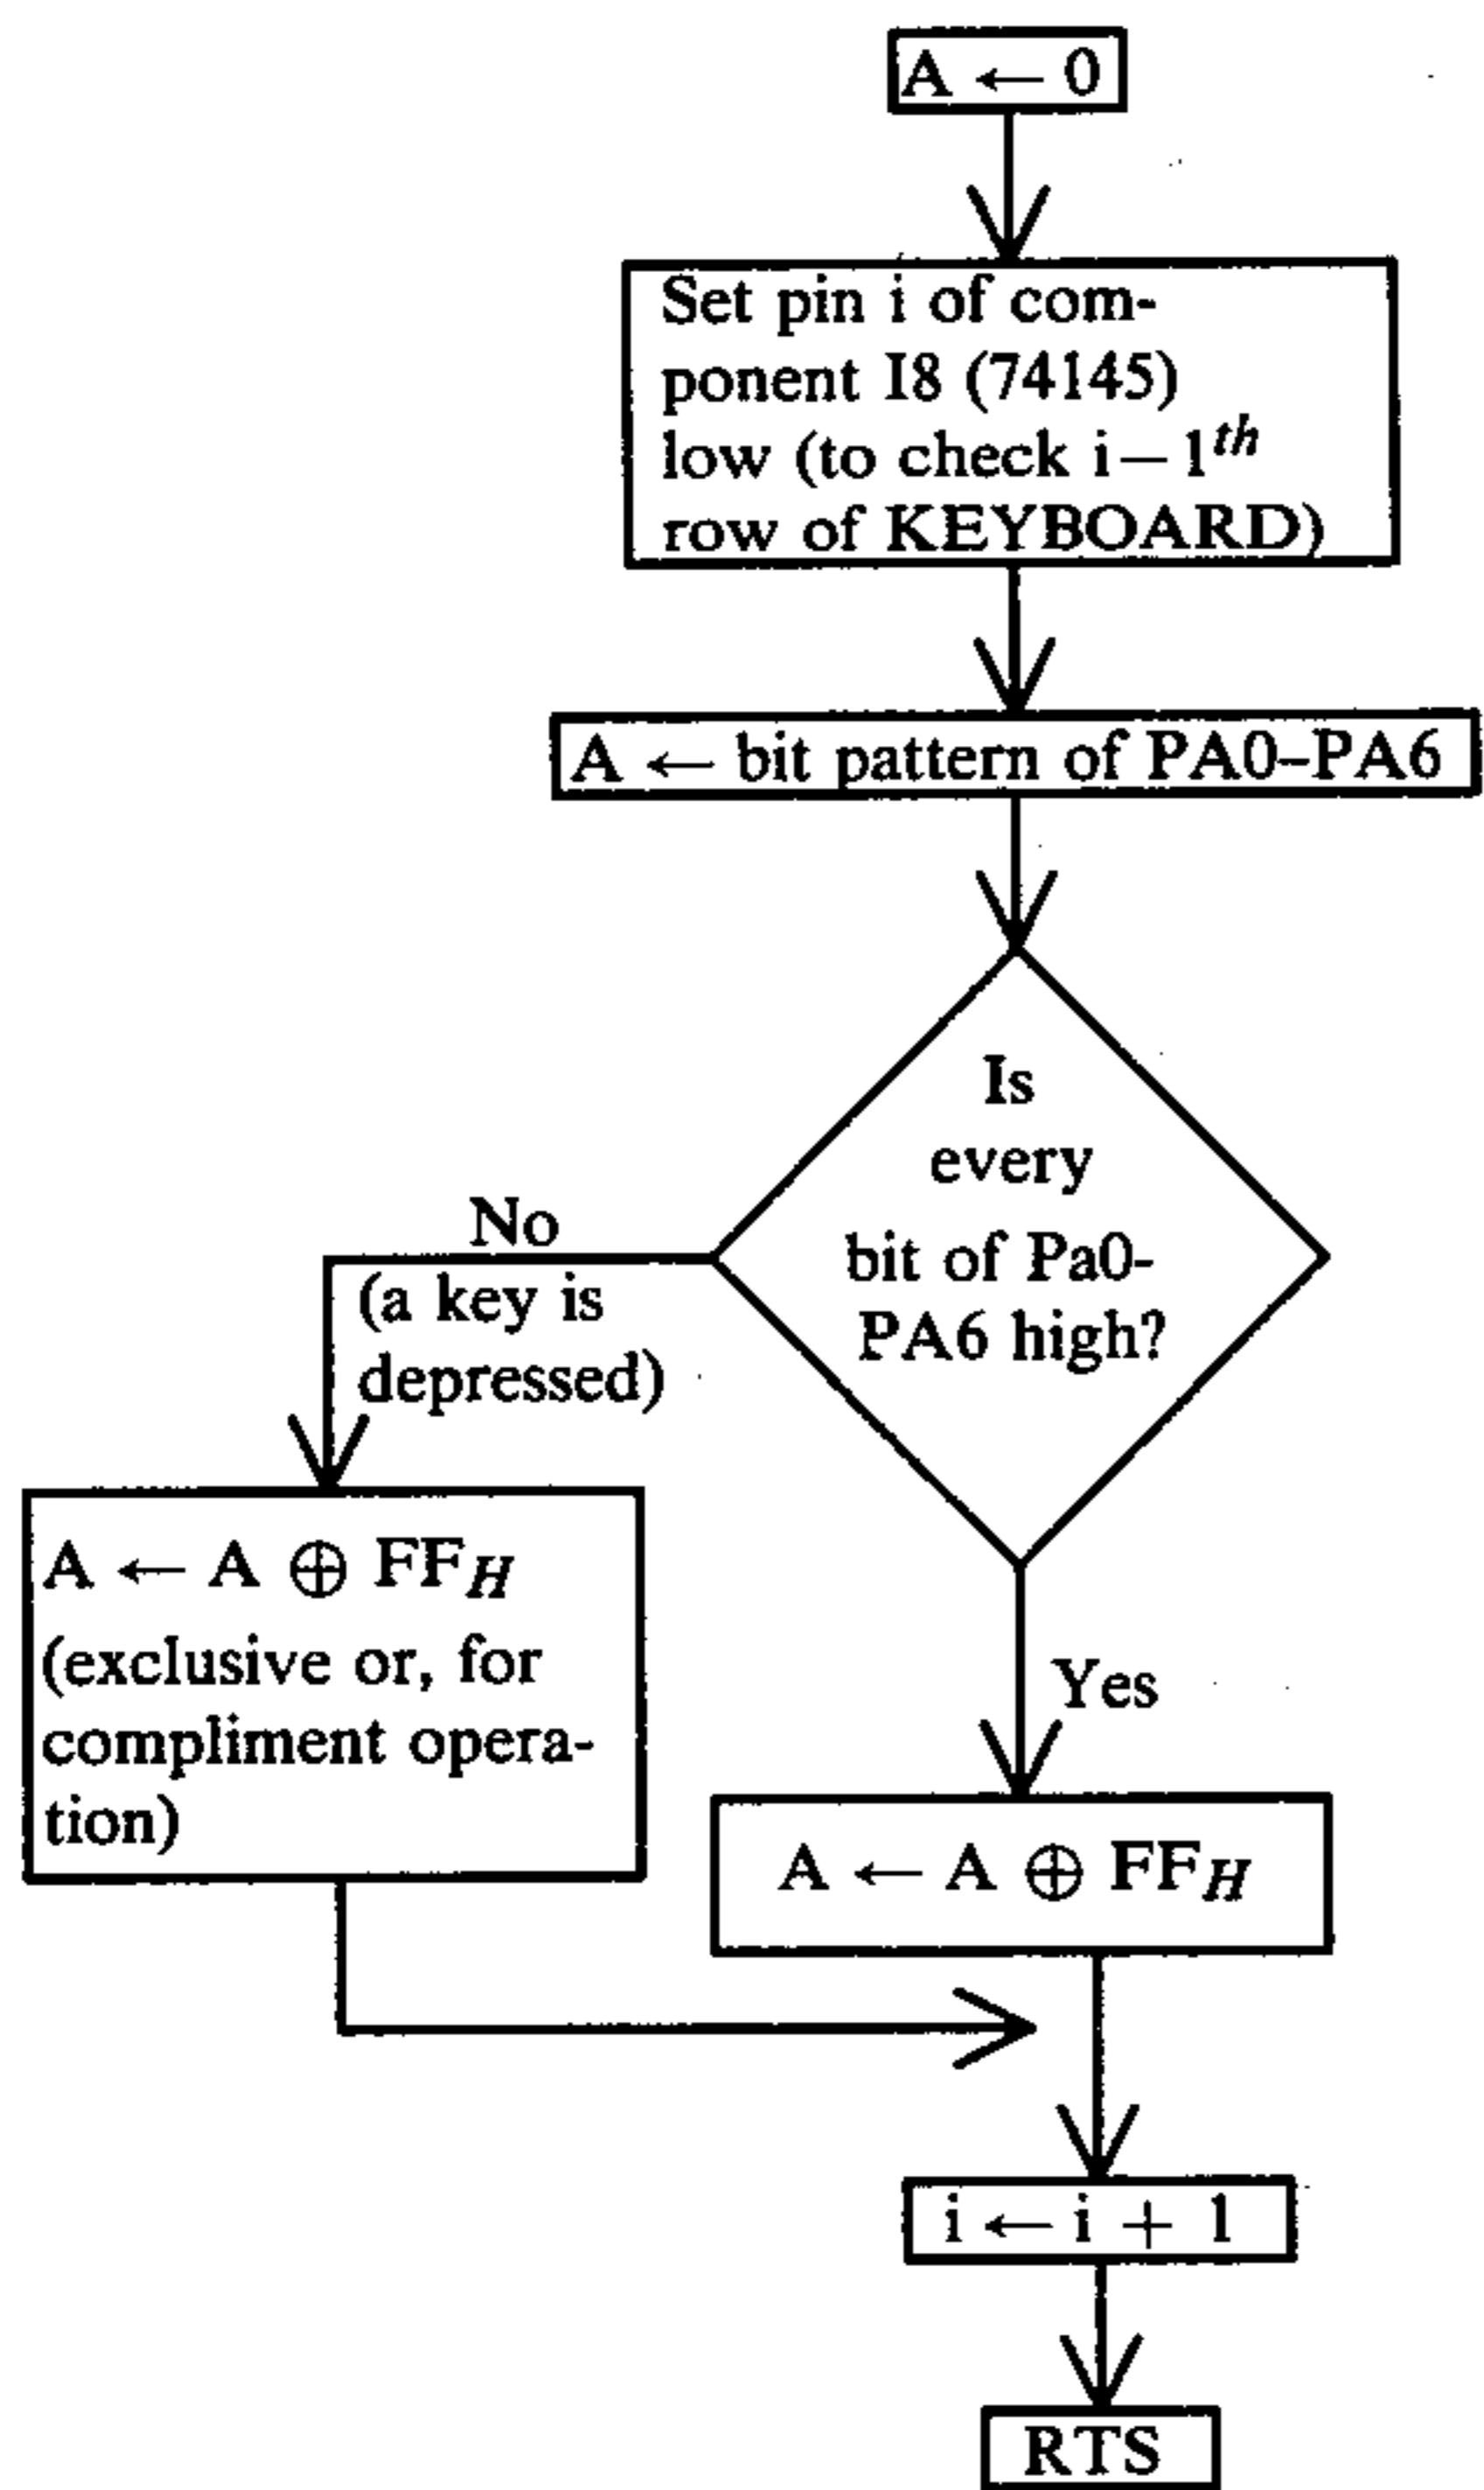 A ← 0
Set pin i of com-
ponent I8 (74145)
low (to check i−1th
row of KEYBOARD)
A ← bit pattern of PA0–PA6
Is
every
bit of Pa0-
PA6 high?
No
(a key is
depressed)
A ← A ⊕ FFH
(exclusive or, for
compliment opera-
tion)
Yes
A ← A ⊕ FFH
i ← i + 1
RTS